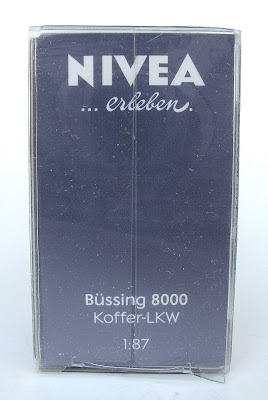 NIVEA
... erleben.
Büssing 8000
Koffer-LKW
1:87